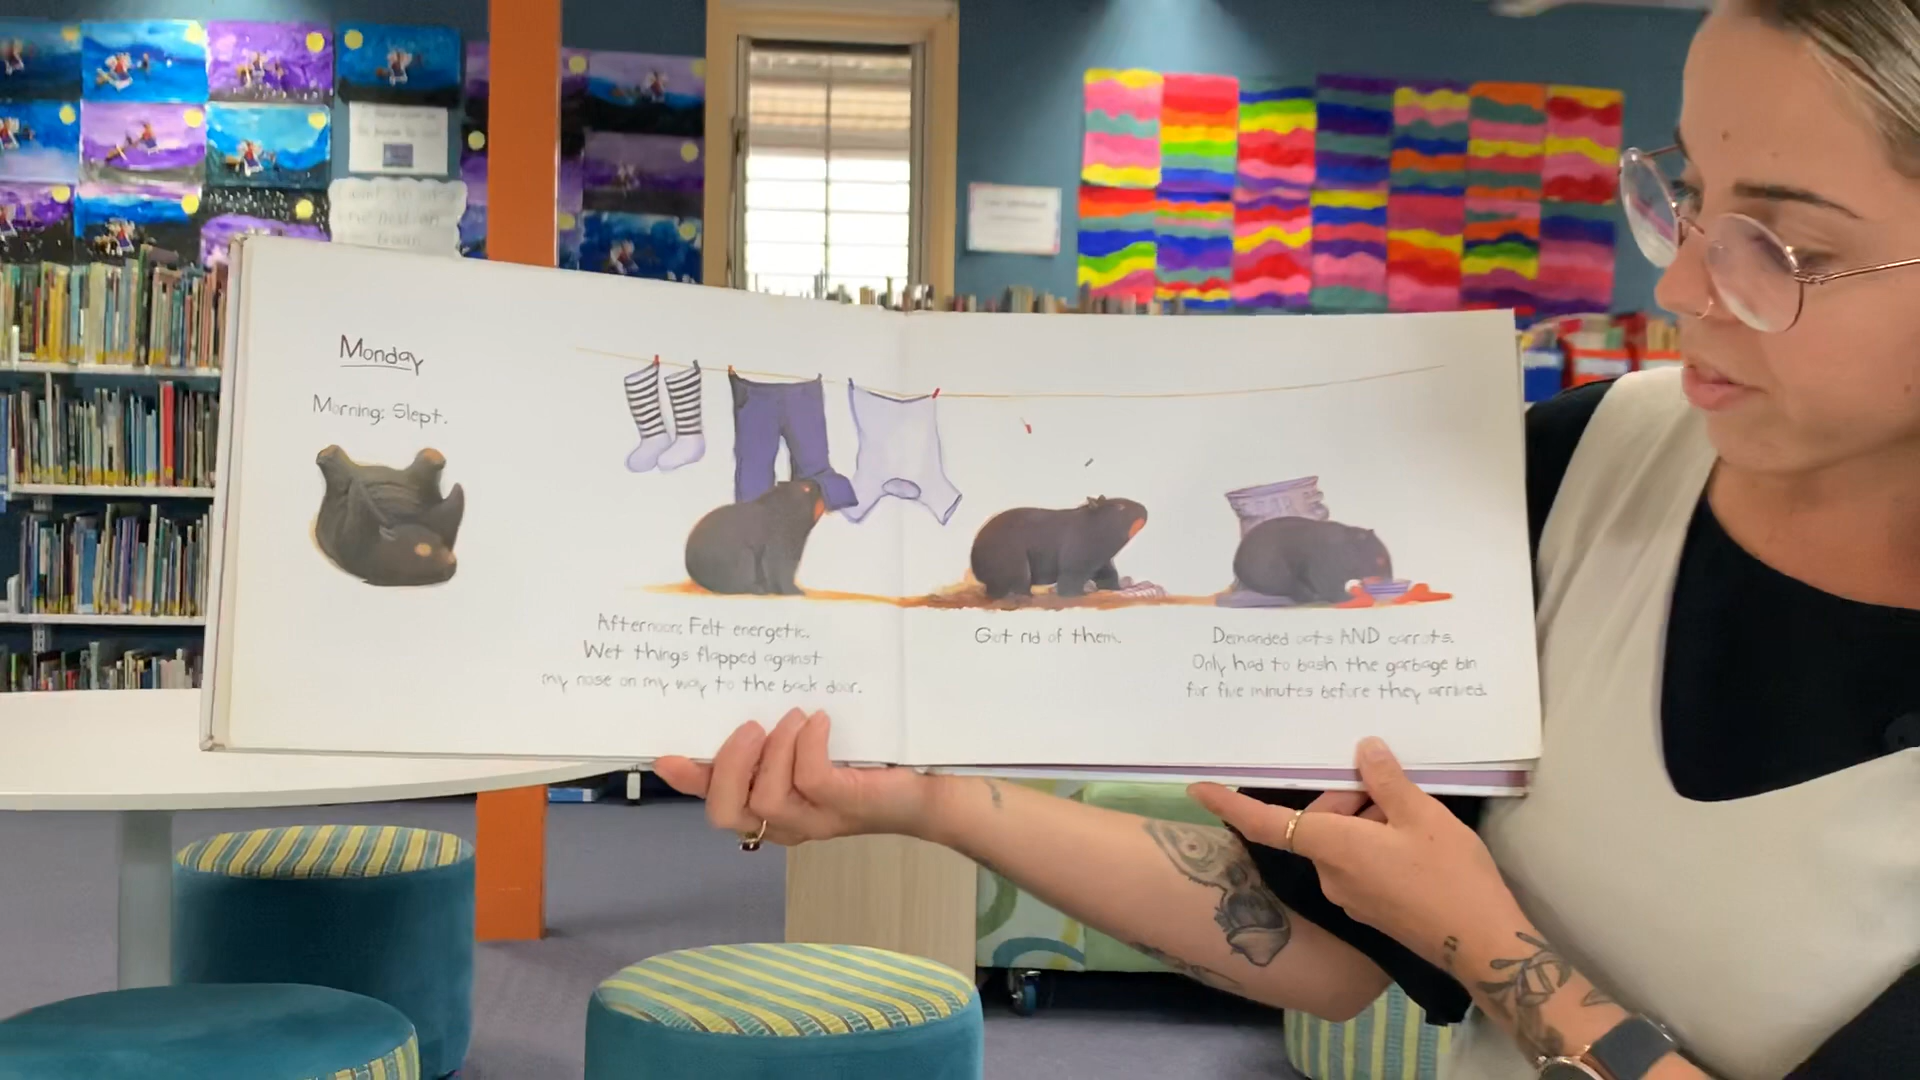 Monday
Morning: Slept.
Afternoon: Felt energetic.
Wet things flapped against
my nose on my way to the back door.
Got rid of them.
Demanded oats AND carrots.
Only had to bash the garbage bin
for five minutes before they arrived.